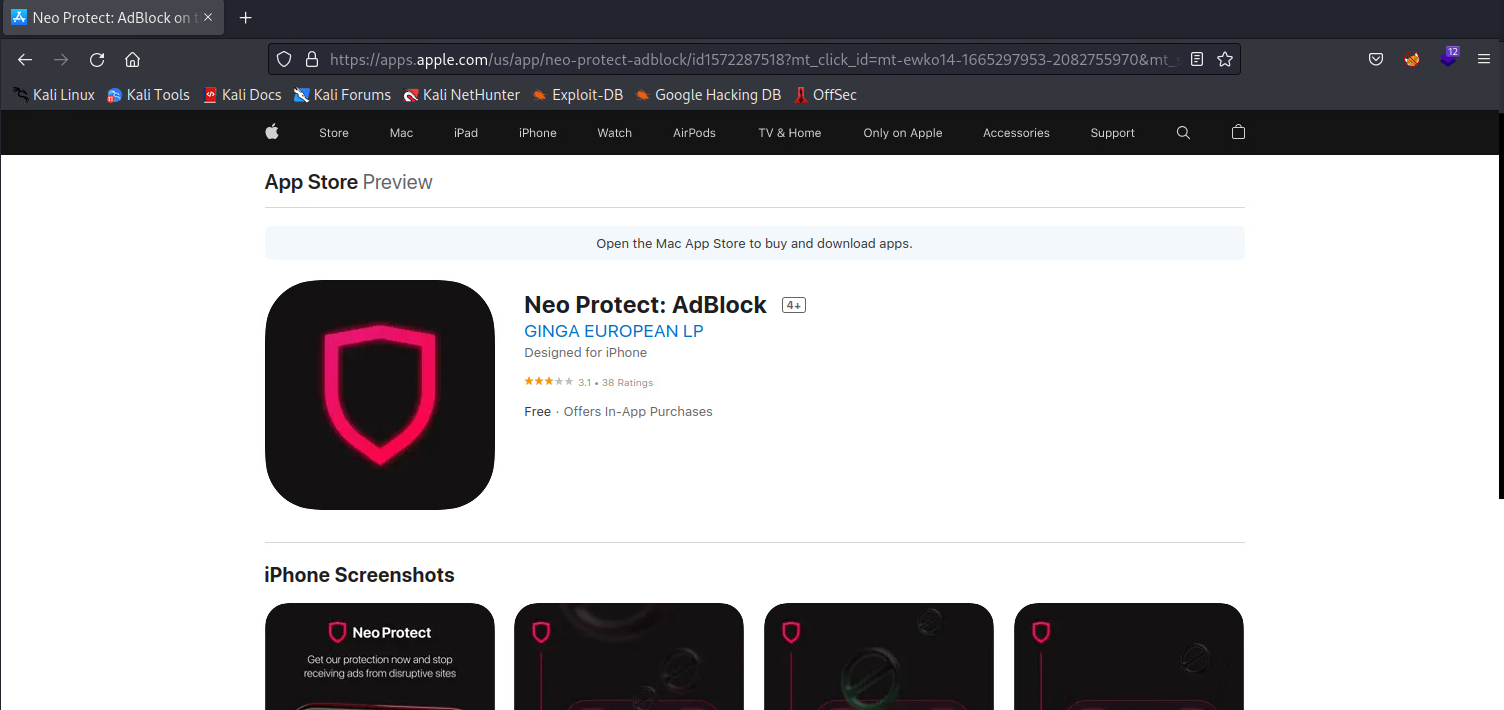 Neo Protect: AdBlock on t
https://apps.apple.com/us/app/neo-protect-adblock/id1572287518?mt_click_id=mt-ewko14-1665297953-2082755970&mt_
12
Kali Linux Kali Tools Kali Docs Kali Forums Kali NetHunter Exploit-DB Google Hacking DB OffSec
Store Mac iPad iPhone Watch AirPods TV & Home Only on Apple Accessories Support
App Store Preview
Open the Mac App Store to buy and download apps.
Neo Protect: AdBlock 4+
GINGA EUROPEAN LP
Designed for iPhone
3.1 • 38 Ratings
Free · Offers In-App Purchases
iPhone Screenshots
Neo Protect
Get our protection now and stop
receiving ads from disruptive sites